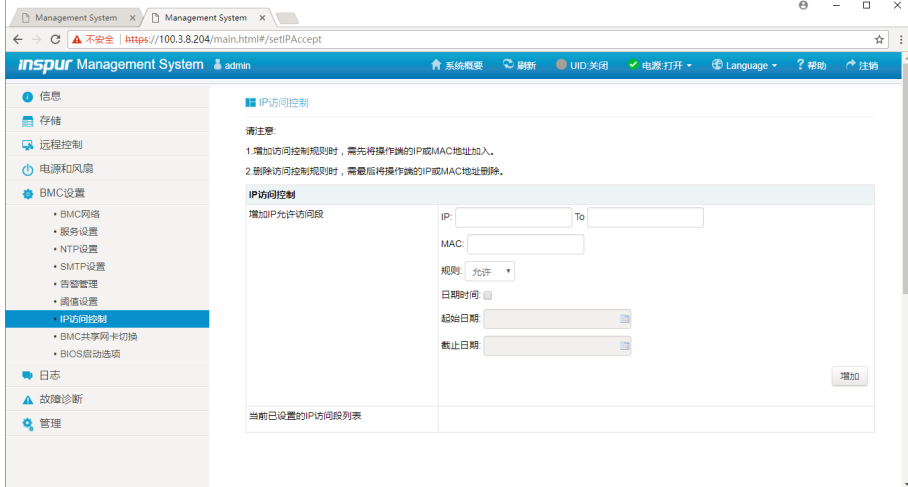 Management System
Management System
不安全 | https://100.3.8.204/main.html#/setIPAccept
inspur Management System admin 系统概要 刷新 UID:关闭 电源:打开 Language 帮助 注销
信息
存储
远程控制
电源和风扇
BMC设置
• BMC网络
• 服务设置
• NTP设置
• SMTP设置
• 告警管理
• 阈值设置
• IP访问控制
• BMC共享网卡切换
• BIOS启动选项
日志
故障诊断
管理
IP访问控制
请注意:
1.增加访问控制规则时，需先将操作端的IP或MAC地址加入。
2.删除访问控制规则时，需最后将操作端的IP或MAC地址删除。
IP访问控制
增加IP允许访问段
IP: To
MAC:
规则: 允许
日期时间:
起始日期:
截止日期:
增加
当前已设置的IP访问段列表